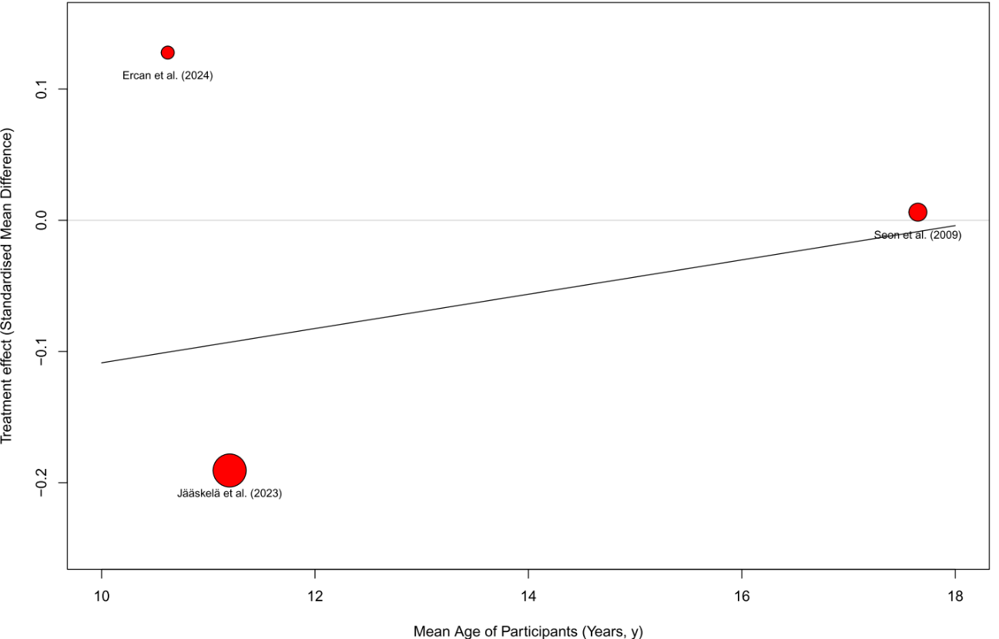 Treatment effect (Standardised Mean Difference)
0.1
0.0
−0.1
−0.2
Ercan et al. (2024)
Seon et al. (2009)
Jääskelä et al. (2023)
10 12 14 16 18
Mean Age of Participants (Years, y)